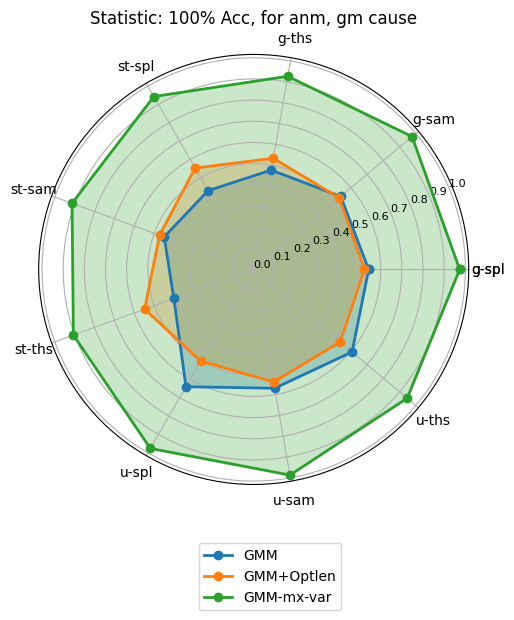 Statistic: 100% Acc, for anm, gm cause
g-ths
st-spl
g-sam
st-sam
1.0
0.9
0.8
0.7
0.6
0.5
0.4
0.3
0.2
0.1
0.0
g-spl
st-ths
u-ths
u-spl
u-sam
GMM
GMM+Optlen
GMM-mx-var